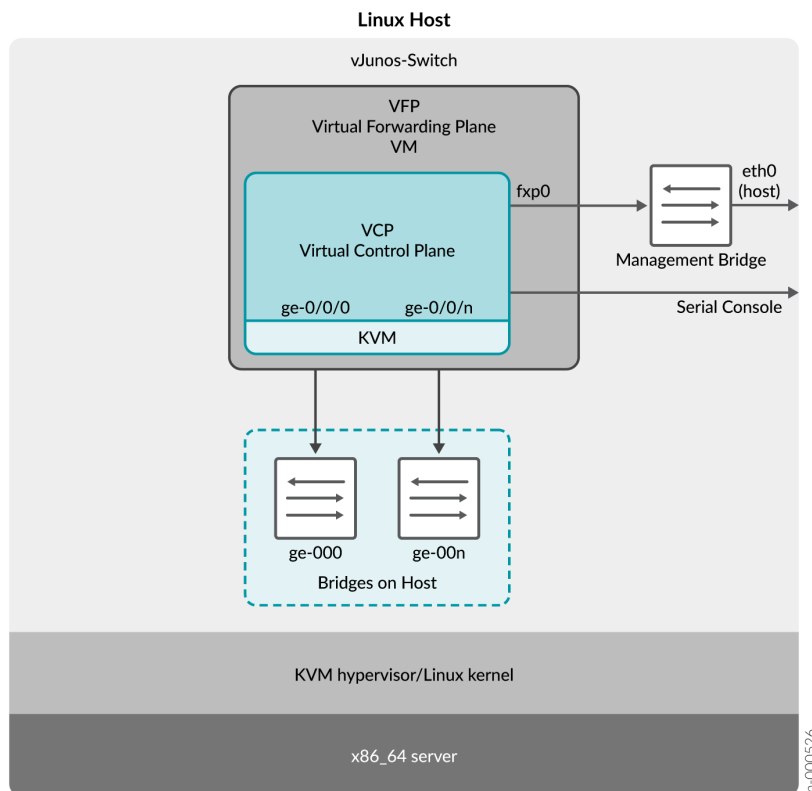 Linux Host
vJunos-Switch
VFP
Virtual Forwarding Plane
VM
VCP
Virtual Control Plane
ge-0/0/0
ge-0/0/n
KVM
fxp0
eth0
(host)
Management Bridge
Serial Console
ge-000
ge-00n
Bridges on Host
KVM hypervisor/Linux kernel
x86_64 server